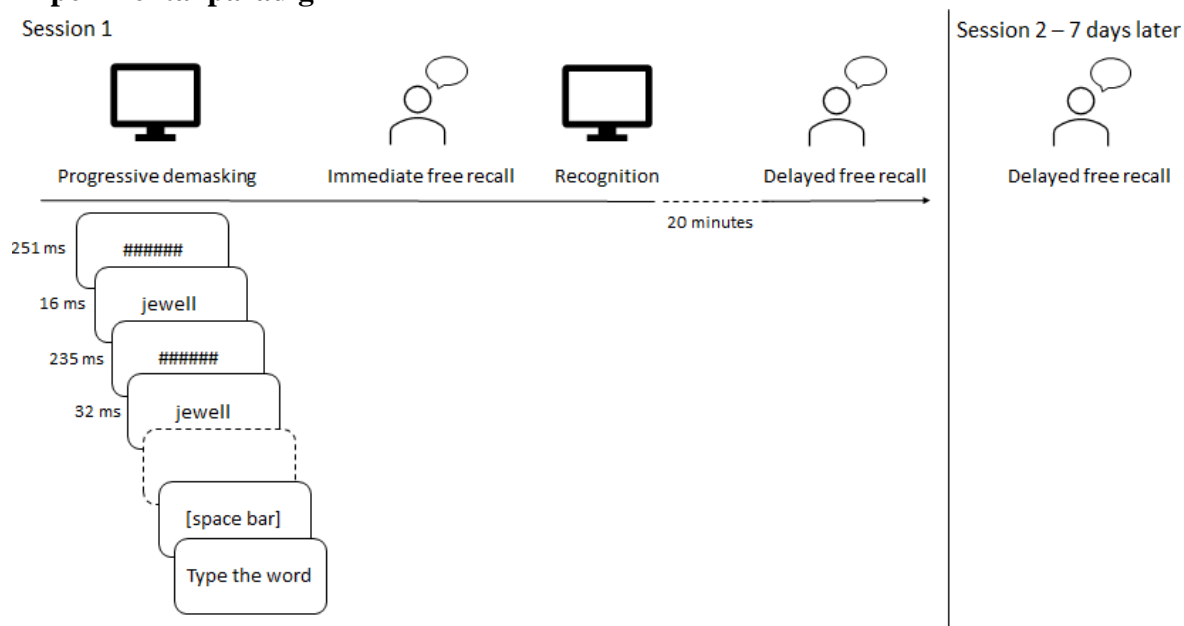 Session 1
Session 2 – 7 days later
Progressive demasking
Immediate free recall
Recognition
Delayed free recall
Delayed free recall
20 minutes
251 ms
######
16 ms
jewell
235 ms
######
32 ms
jewell
[space bar]
Type the word